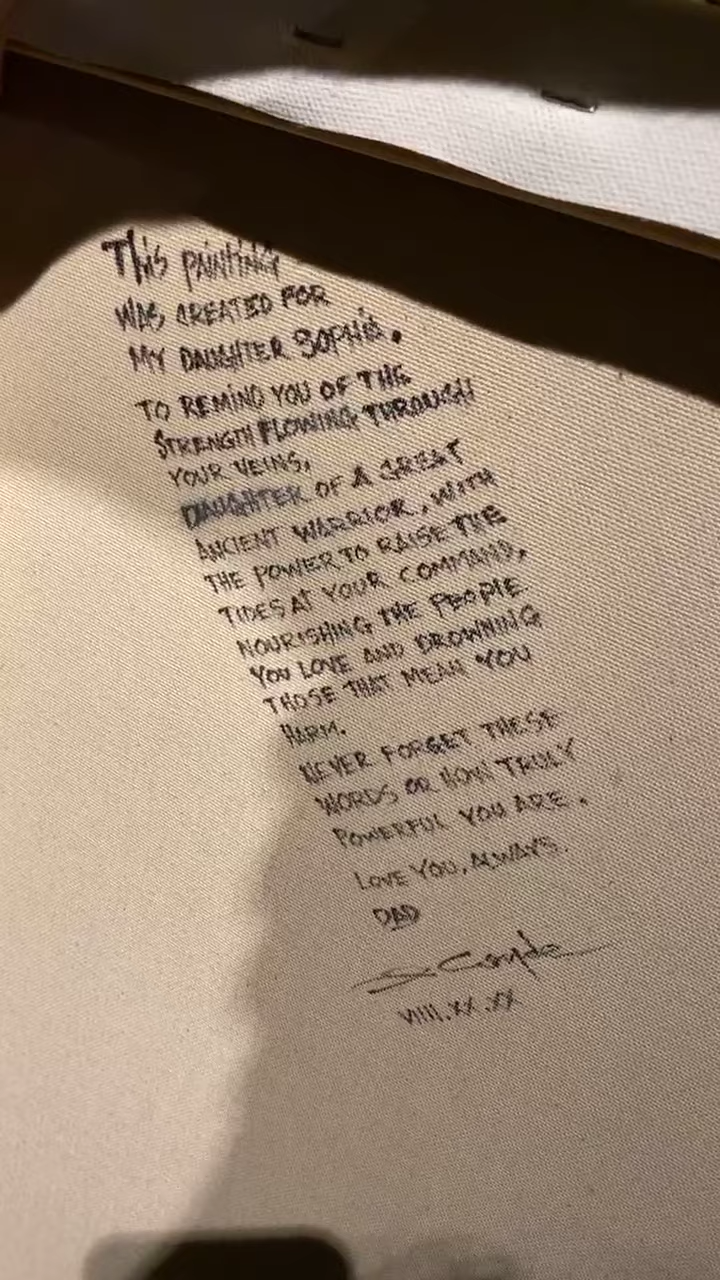 THIS PAINTING
WAS CREATED FOR
MY DAUGHTER SOPHIA.
TO REMIND YOU OF THE
STRENGTH FLOWING THROUGH
YOUR VEINS,
DAUGHTER OF A GREAT
ANCIENT WARRIOR, WITH
THE POWER TO RAISE THE
TIDES AT YOUR COMMAND,
NOURISHING THE PEOPLE
YOU LOVE AND DROWNING
THOSE THAT MEAN YOU
HARM.
NEVER FORGET THESE
WORDS OR HOW TRULY
POWERFUL YOU ARE.
LOVE YOU, ALWAYS.
DAD
VIIII.XX.XX